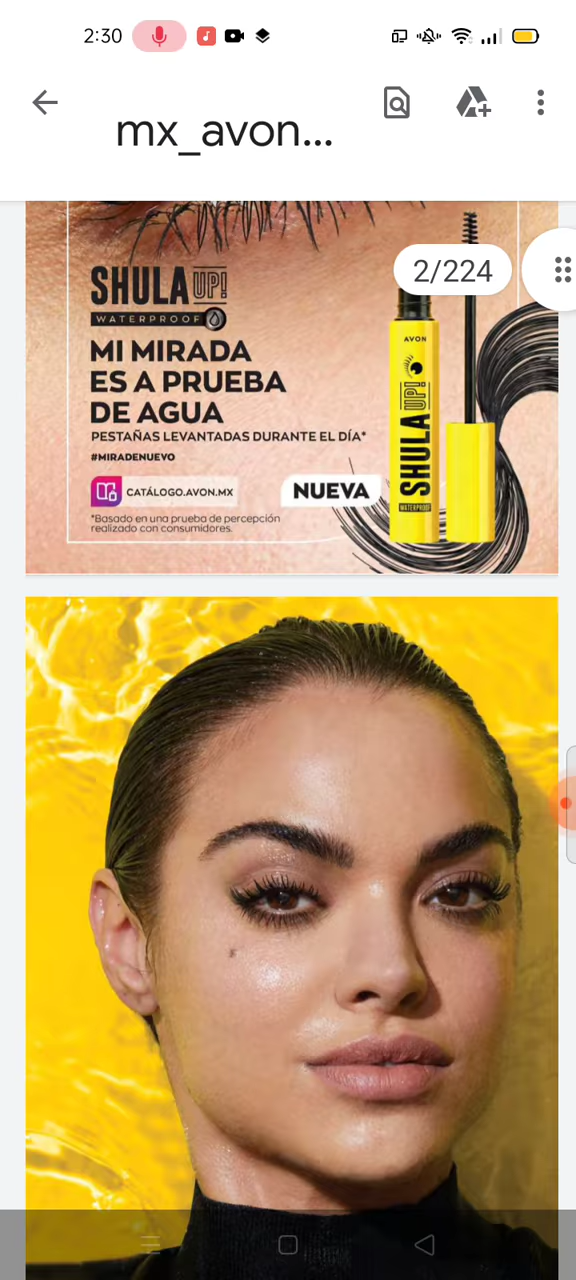 2:30
mx_avon...
2/224
SHULA UP!
WATERPROOF
MI MIRADA
ES A PRUEBA
DE AGUA
PESTAÑAS LEVANTADAS DURANTE EL DÍA*
#MIRADENUEVO
CATÁLOGO.AVON.MX
NUEVA
*Basado en una prueba de percepción
realizado con consumidores.
AVON
SHULA UP!
WATERPROOF